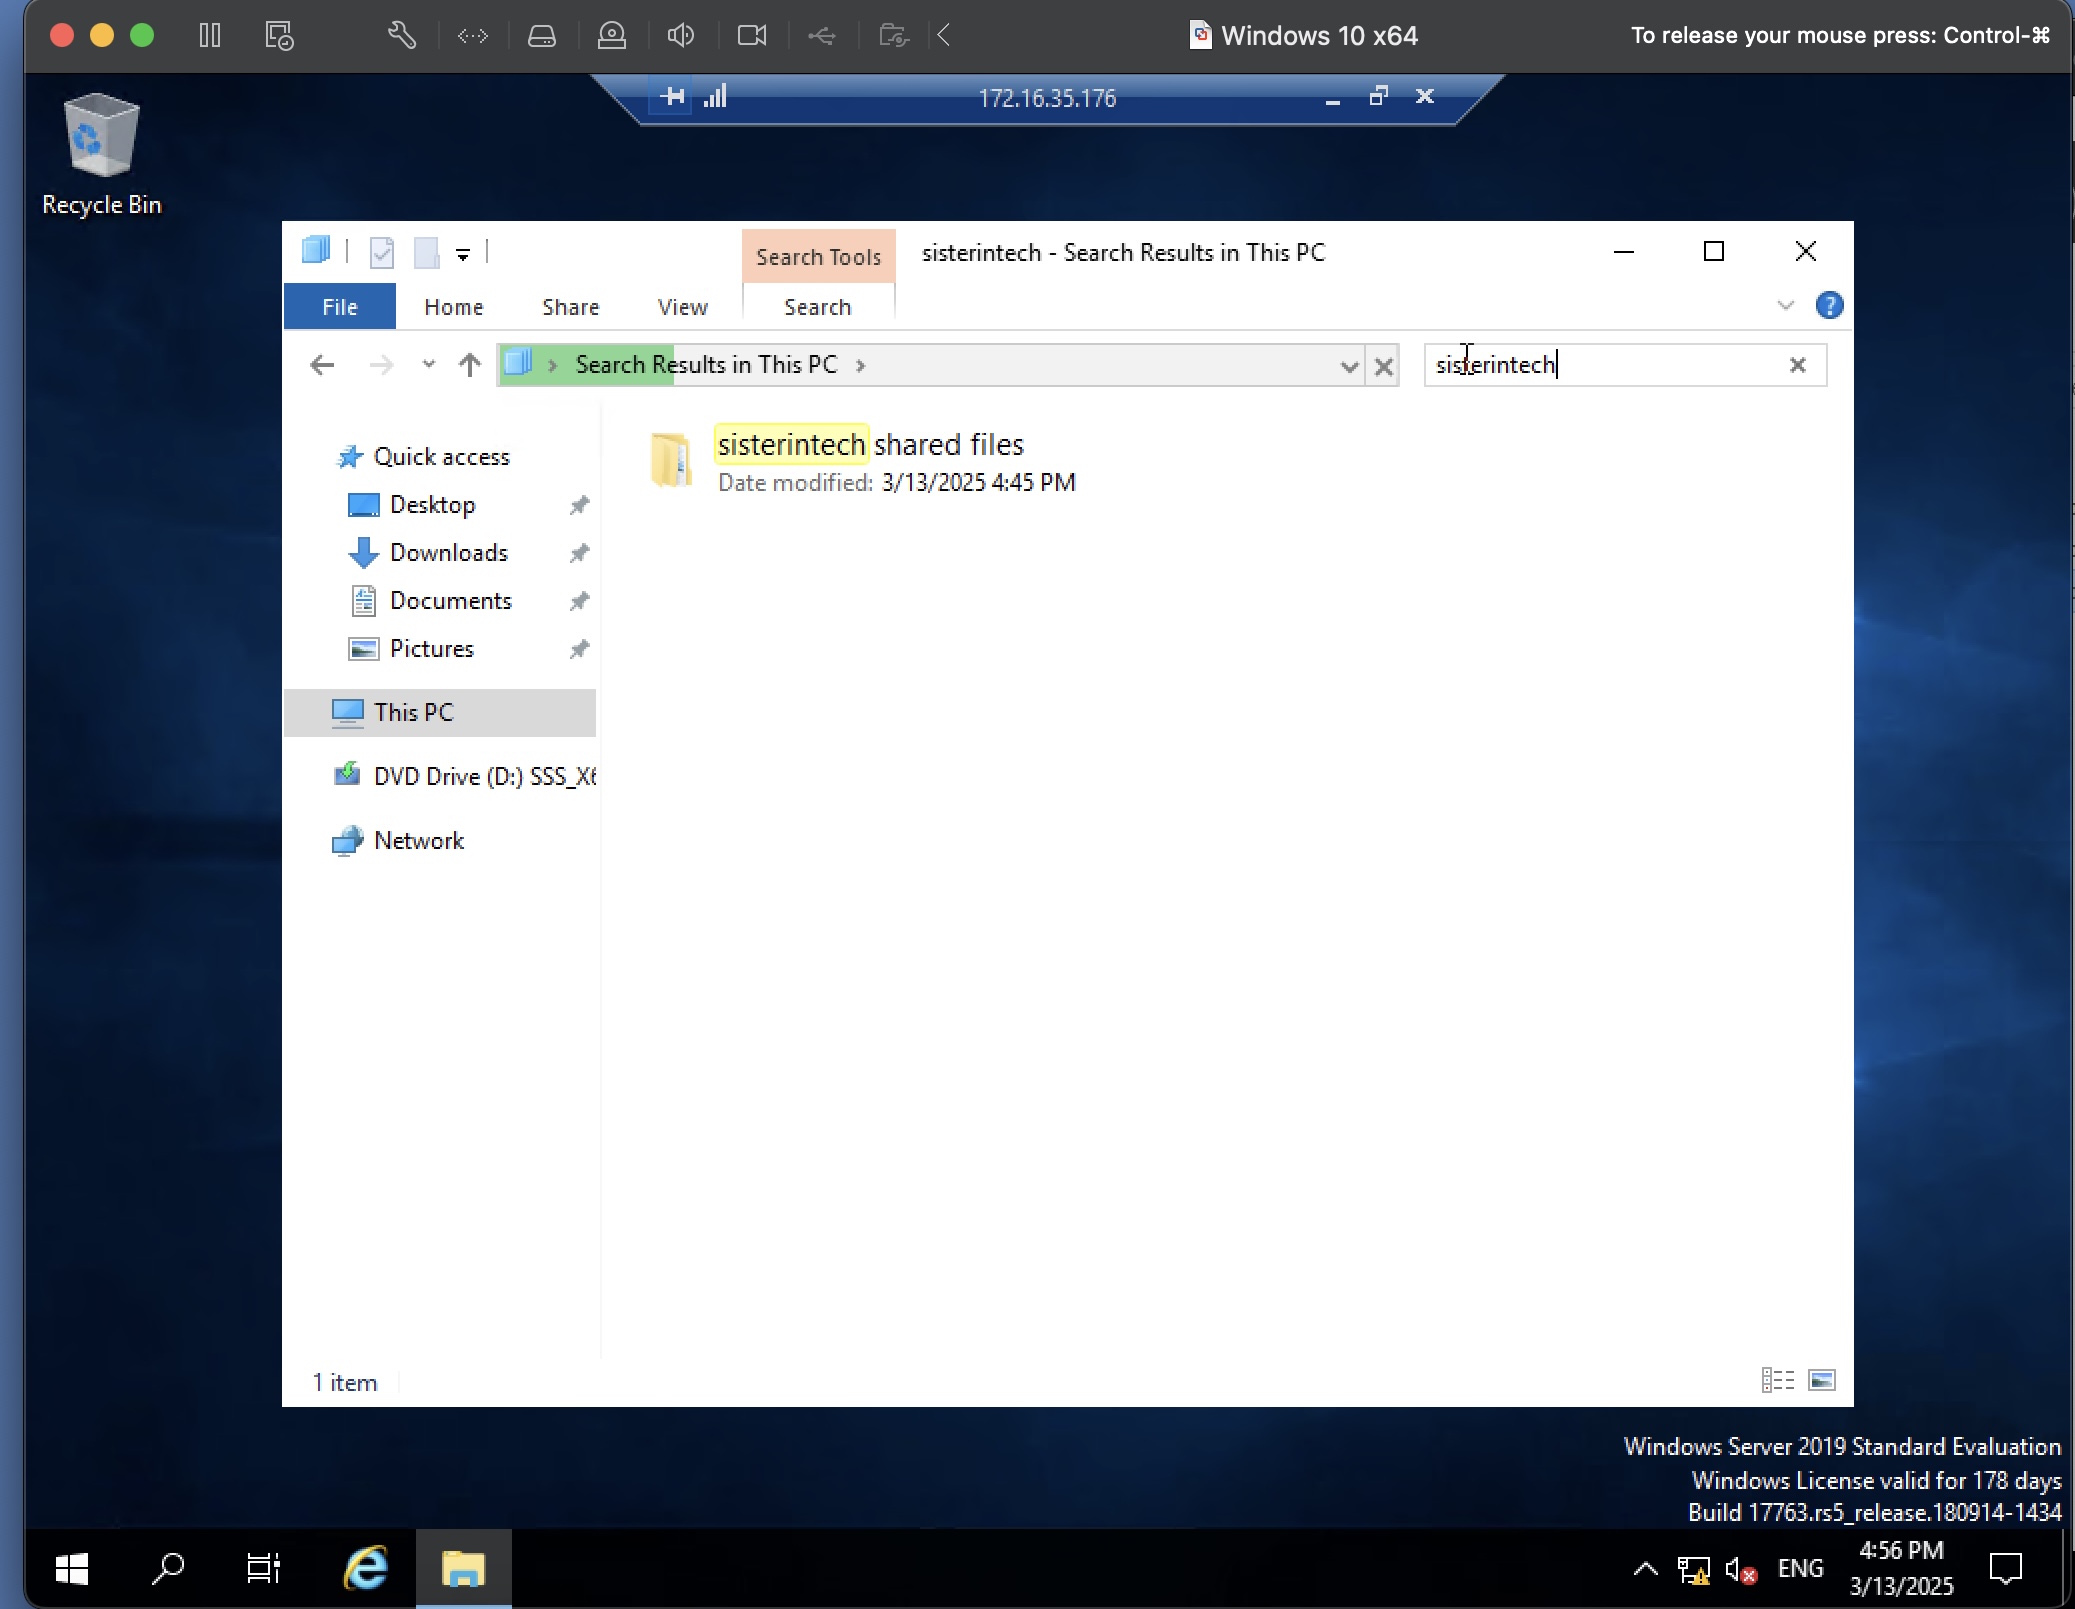 Windows 10 x64
To release your mouse press: Control-⌘
172.16.35.176
Recycle Bin
Search Tools
sisterintech - Search Results in This PC
File
Home
Share
View
Search
Search Results in This PC
sisterintech
Quick access
Desktop
Downloads
Documents
Pictures
This PC
DVD Drive (D:) SSS_X6
Network
sisterintech shared files
Date modified: 3/13/2025 4:45 PM
1 item
Windows Server 2019 Standard Evaluation
Windows License valid for 178 days
Build 17763.rs5_release.180914-1434
ENG
4:56 PM
3/13/2025